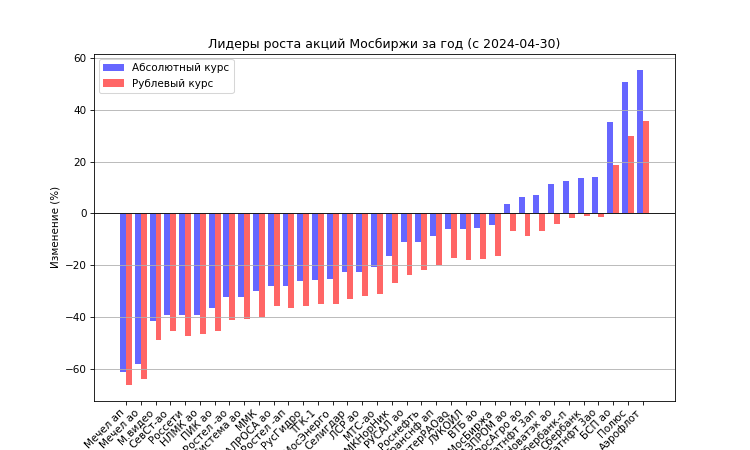 Лидеры роста акций Мосбиржи за год (с 2024-04-30)
Абсолютный курс
Рублевый курс
Изменение (%)
60
40
20
0
−20
−40
−60
Мечел ап
Мечел ао
М.видео
СевСт-ао
Россети
НЛМК ао
ПИК ао
Ростел -ао
ММК
Ростел -ап
РусГидро
ТГК-1
Селигдар
ЛСР ао
МТС-ао
РУСАЛ ао
Роснефть
ЛУКОЙЛ
ВТБ ао
МосБиржа
Сбербанк
БСП ао
Полюс
Аэрофлот